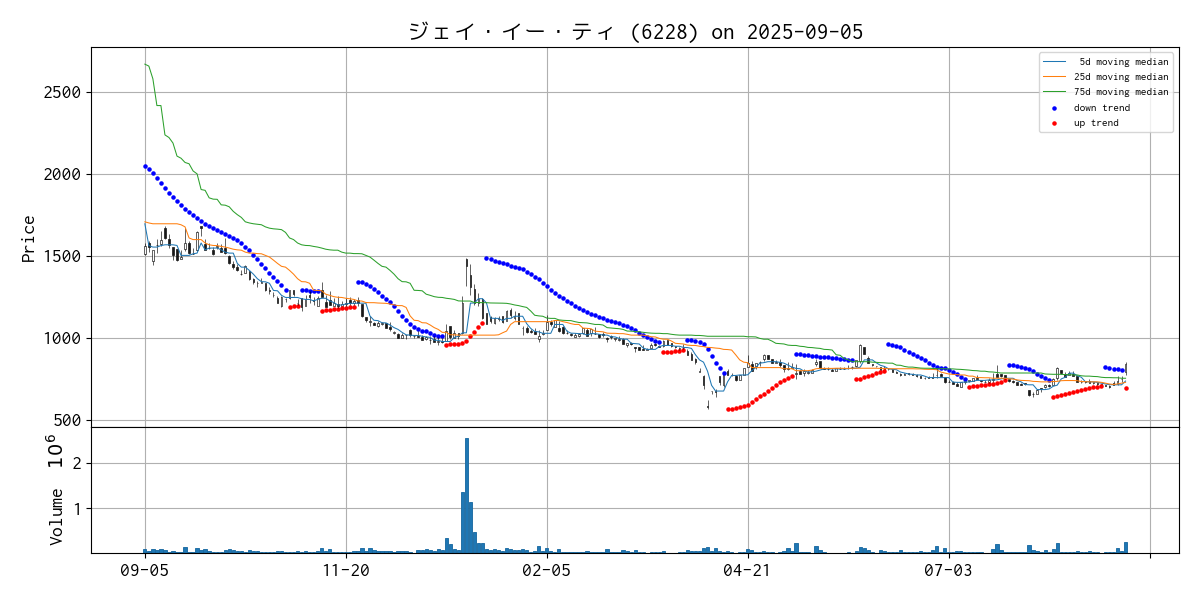 ジェイ・イー・ティ (6228) on 2025-09-05
5d moving median
25d moving median
75d moving median
down trend
up trend
Price
2500
2000
1500
1000
500
Volume 10^6
2
1
09-05 11-20 02-05 04-21 07-03